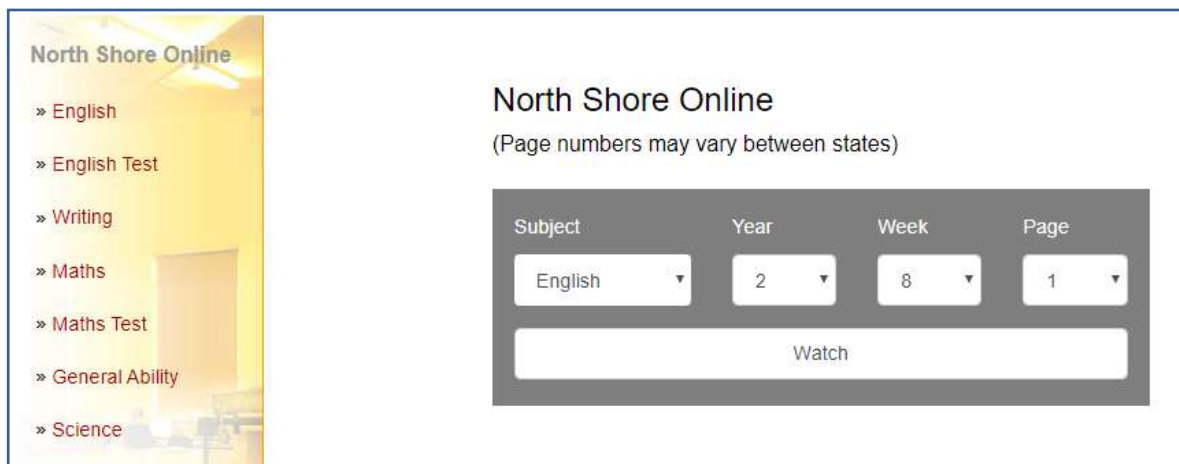 North Shore Online
» English
» English Test
» Writing
» Maths
» Maths Test
» General Ability
» Science
North Shore Online
(Page numbers may vary between states)
Subject Year Week Page
English 2 8 1
Watch